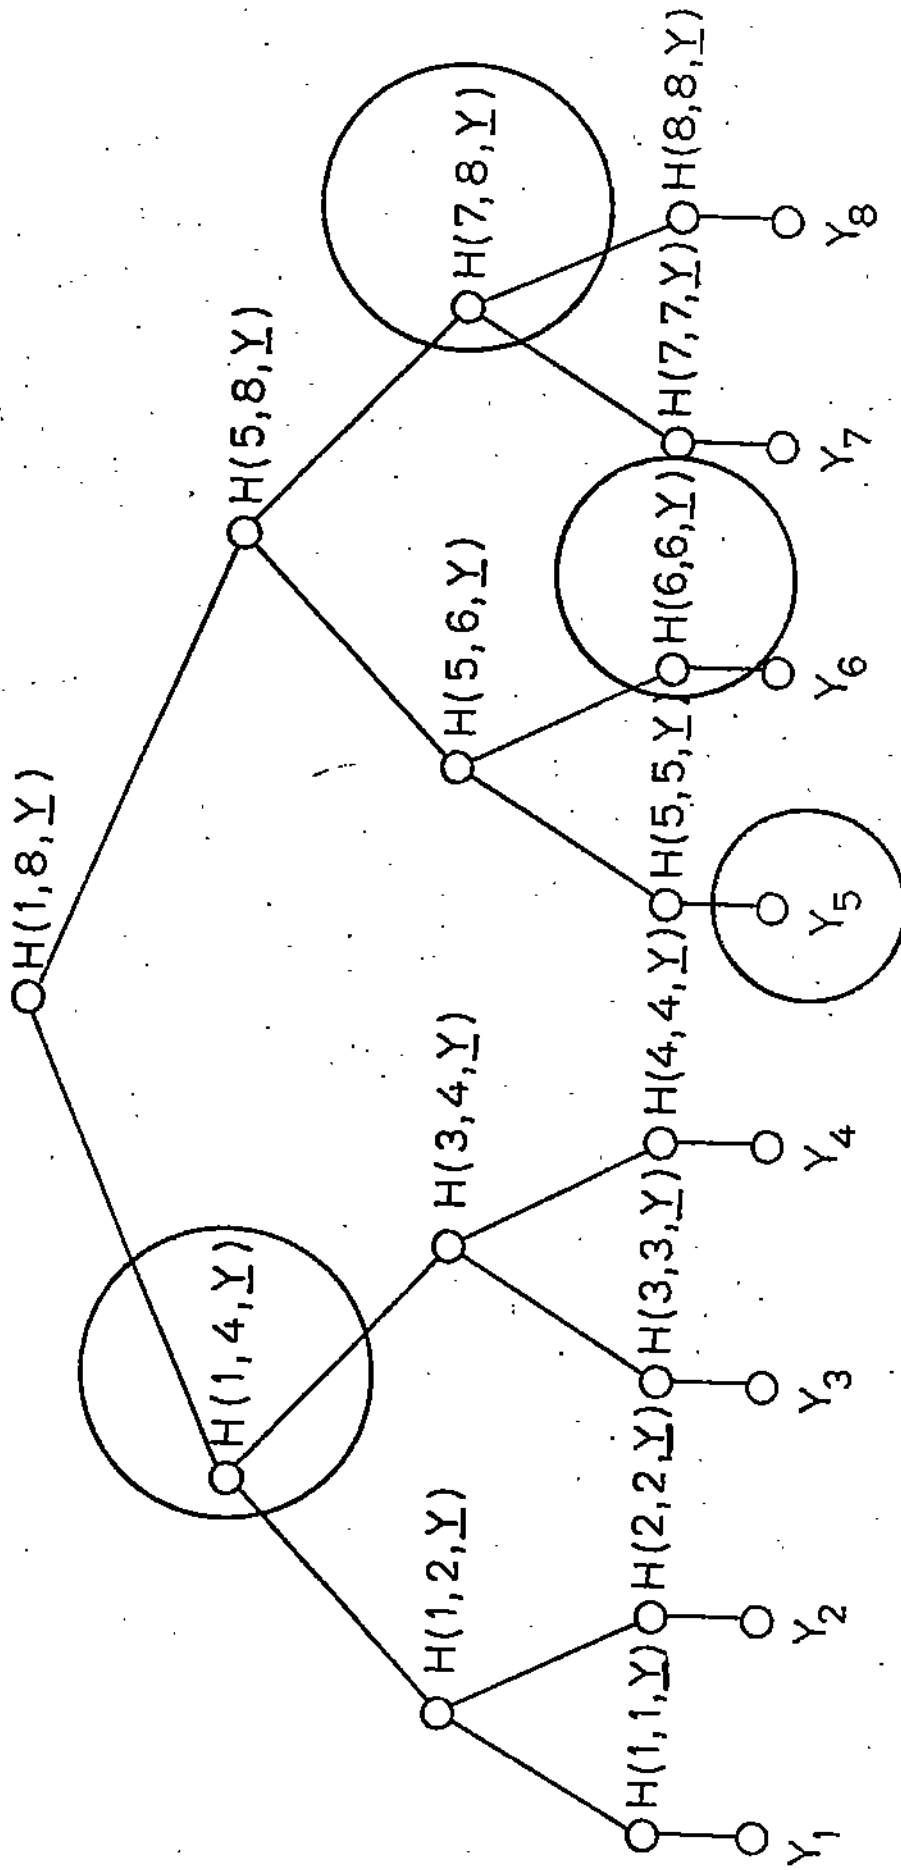 H(1,8,Y)
H(1,4,Y)
H(5,8,Y)
H(1,2,Y)
H(3,4,Y)
H(5,6,Y)
H(7,8,Y)
H(1,1,Y)
H(2,2,Y)
H(3,3,Y)
H(4,4,Y)
H(5,5,Y)
H(6,6,Y)
H(7,7,Y)
H(8,8,Y)
Y1
Y2
Y3
Y4
Y5
Y6
Y7
Y8